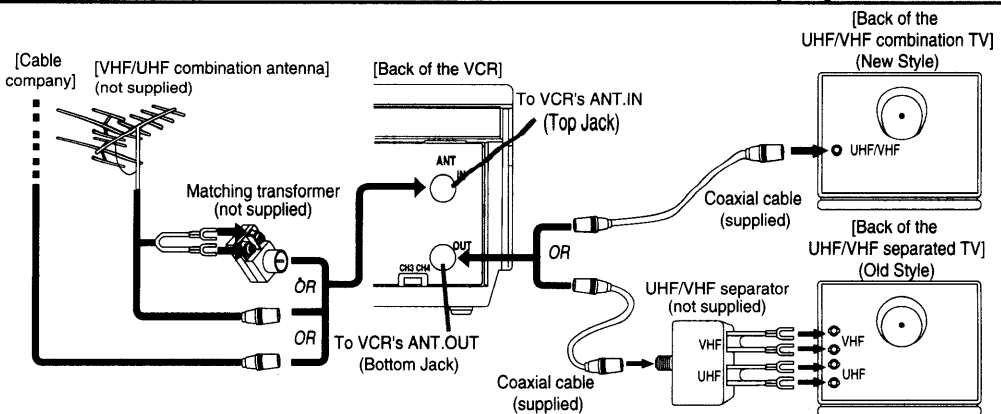 [Cable
company]
[VHF/UHF combination antenna]
(not supplied)
[Back of the VCR]
To VCR's ANT.IN
(Top Jack)
[Back of the
UHF/VHF combination TV]
(New Style)
ANT
IN
UHF/VHF
Matching transformer
(not supplied)
Coaxial cable
(supplied)
OUT
CH3 CH4
OR
OR
OR
To VCR's ANT.OUT
(Bottom Jack)
[Back of the
UHF/VHF separated TV]
(Old Style)
UHF/VHF separator
(not supplied)
VHF
UHF
VHF
UHF
Coaxial cable
(supplied)